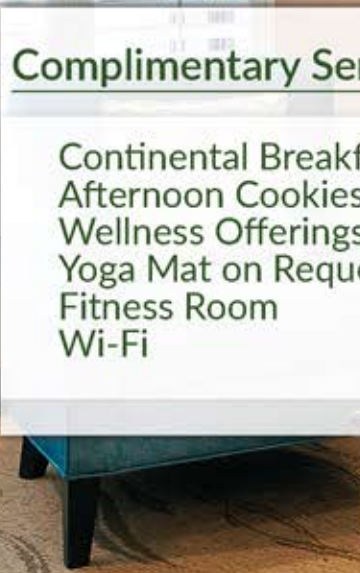 Complimentary Ser
Continental Breakf
Afternoon Cookies
Wellness Offerings
Yoga Mat on Reque
Fitness Room
Wi-Fi